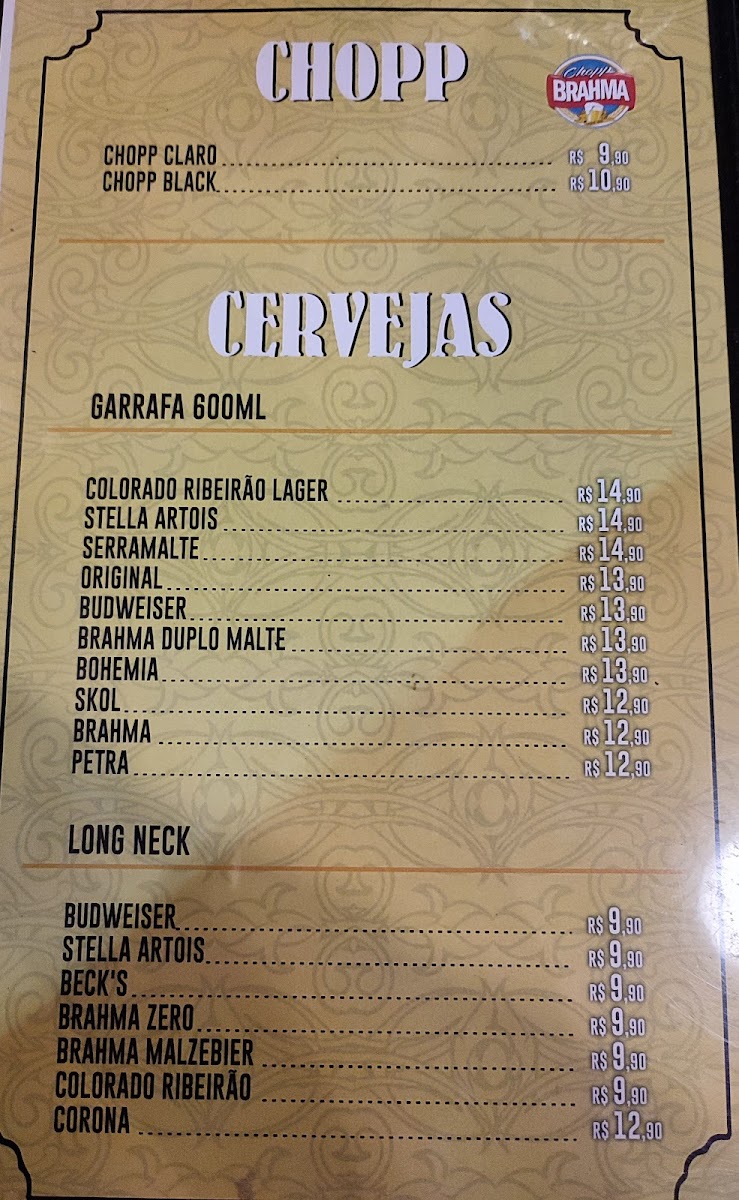 CHOPP
Chopp
BRAHMA
CHOPP CLARO R$ 9,90
CHOPP BLACK R$ 10,90
CERVEJAS
GARRAFA 600ML
COLORADO RIBEIRÃO LAGER R$ 14,90
STELLA ARTOIS R$ 14,90
SERRAMALTE R$ 14,90
ORIGINAL R$ 13,90
BUDWEISER R$ 13,90
BRAHMA DUPLO MALTE R$ 13,90
BOHEMIA R$ 13,90
SKOL R$ 12,90
BRAHMA R$ 12,90
PETRA R$ 12,90
LONG NECK
BUDWEISER R$ 9,90
STELLA ARTOIS R$ 9,90
BECK'S R$ 9,90
BRAHMA ZERO R$ 9,90
BRAHMA MALZEBIER R$ 9,90
COLORADO RIBEIRÃO R$ 9,90
CORONA R$ 12,90